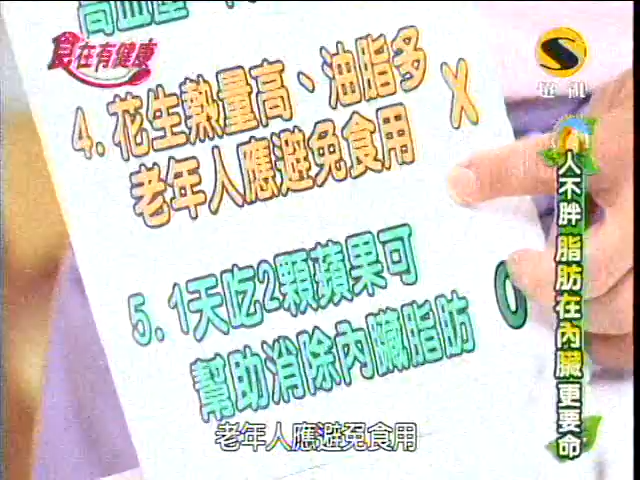 高血壓
食在有健康
4. 花生熱量高、油脂多
老年人應避免食用
X
5. 1天吃2顆蘋果可
幫助消除內臟脂肪
O
人不胖 脂肪在內臟更要命
老年人應避免食用